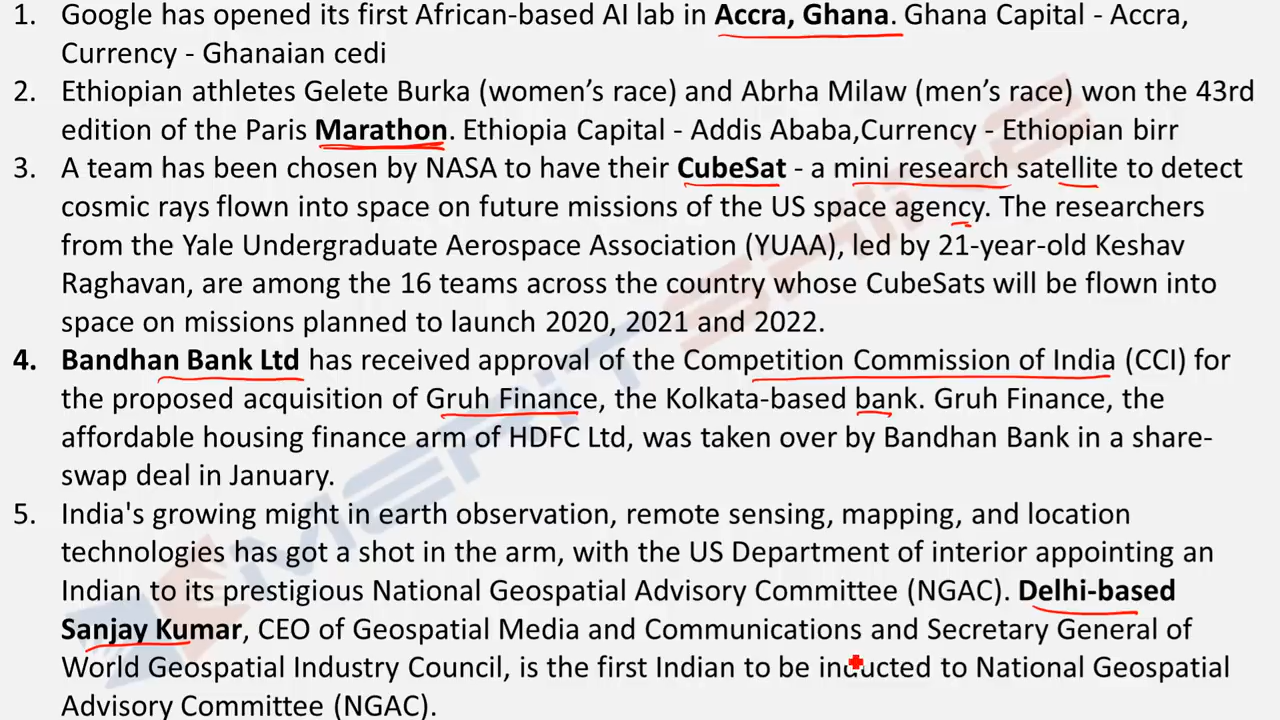 1. Google has opened its first African-based AI lab in Accra, Ghana. Ghana Capital - Accra,
Currency - Ghanaian cedi
2. Ethiopian athletes Gelete Burka (women's race) and Abrha Milaw (men's race) won the 43rd
edition of the Paris Marathon. Ethiopia Capital - Addis Ababa,Currency - Ethiopian birr
3. A team has been chosen by NASA to have their CubeSat - a mini research satellite to detect
cosmic rays flown into space on future missions of the US space agency. The researchers
from the Yale Undergraduate Aerospace Association (YUAA), led by 21-year-old Keshav
Raghavan, are among the 16 teams across the country whose CubeSats will be flown into
space on missions planned to launch 2020, 2021 and 2022.
4. Bandhan Bank Ltd has received approval of the Competition Commission of India (CCI) for
the proposed acquisition of Gruh Finance, the Kolkata-based bank. Gruh Finance, the
affordable housing finance arm of HDFC Ltd, was taken over by Bandhan Bank in a share-
swap deal in January.
5. India's growing might in earth observation, remote sensing, mapping, and location
technologies has got a shot in the arm, with the US Department of interior appointing an
Indian to its prestigious National Geospatial Advisory Committee (NGAC). Delhi-based
Sanjay Kumar, CEO of Geospatial Media and Communications and Secretary General of
World Geospatial Industry Council, is the first Indian to be inducted to National Geospatial
Advisory Committee (NGAC).
MERIT SHINE